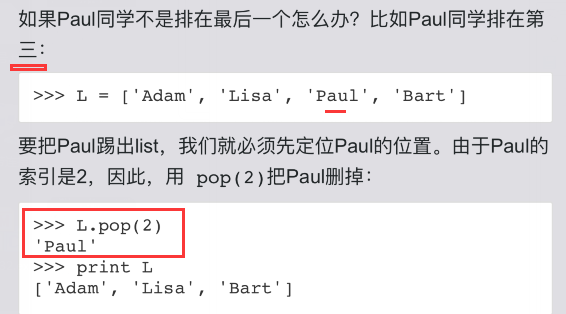 如果Paul同学不是排在最后一个怎么办？比如Paul同学排在第
三：
>>> L = ['Adam', 'Lisa', 'Paul', 'Bart']
要把Paul踢出list，我们就必须先定位Paul的位置。由于Paul的
索引是2，因此，用 pop(2)把Paul删掉：
>>> L.pop(2)
'Paul'
>>> print L
['Adam', 'Lisa', 'Bart']